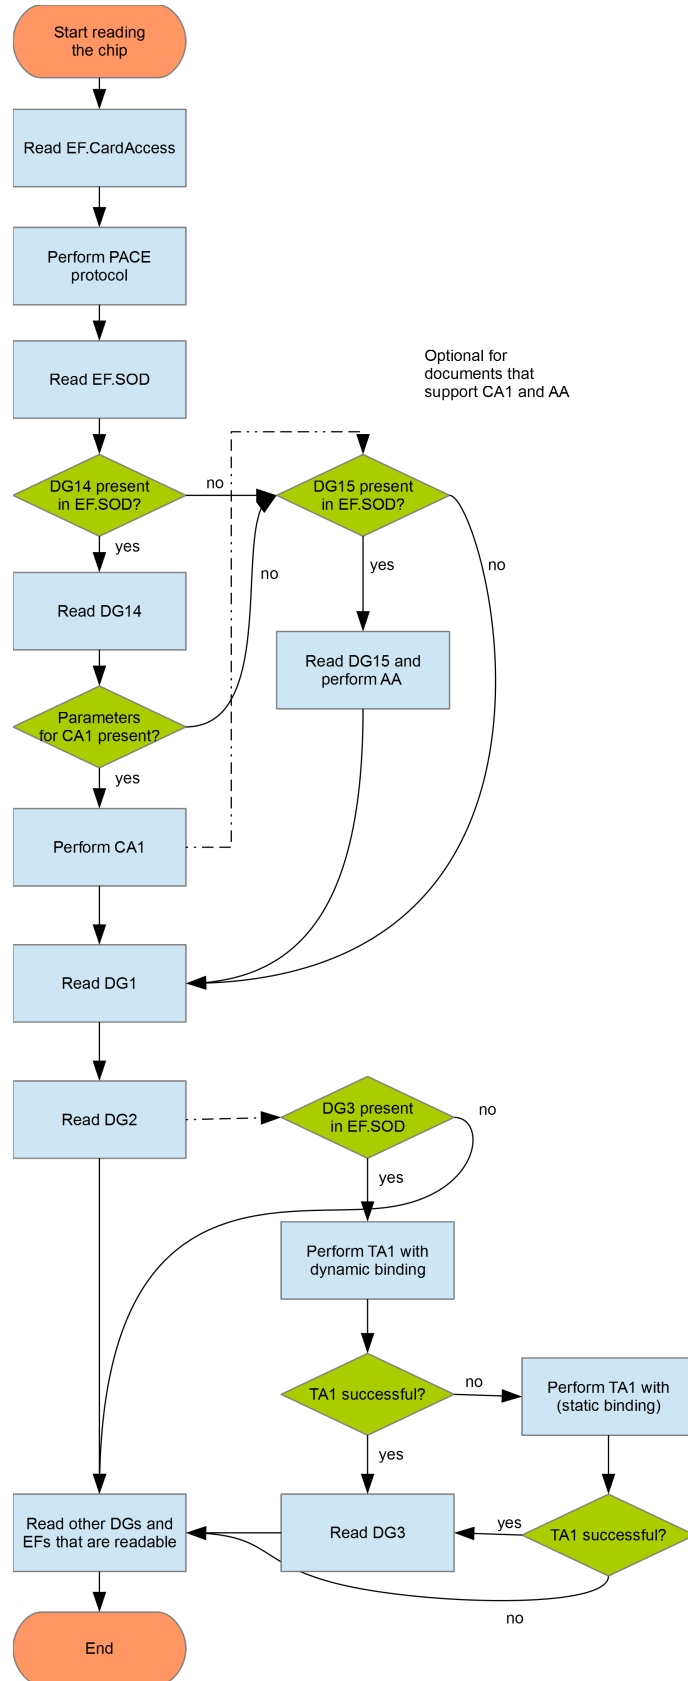 Start reading
the chip
Read EF.CardAccess
Perform PACE
protocol
Read EF.SOD
Optional for
documents that
support CA1 and AA
DG14 present
in EF.SOD?
no
DG15 present
in EF.SOD?
yes
no
yes
no
Read DG14
Read DG15 and
perform AA
Parameters
for CA1 present?
yes
Perform CA1
Read DG1
Read DG2
DG3 present
in EF.SOD
no
yes
Perform TA1 with
dynamic binding
TA1 successful?
no
Perform TA1 with
(static binding)
yes
Read other DGs and
EFs that are readable
Read DG3
yes
TA1 successful?
no
End